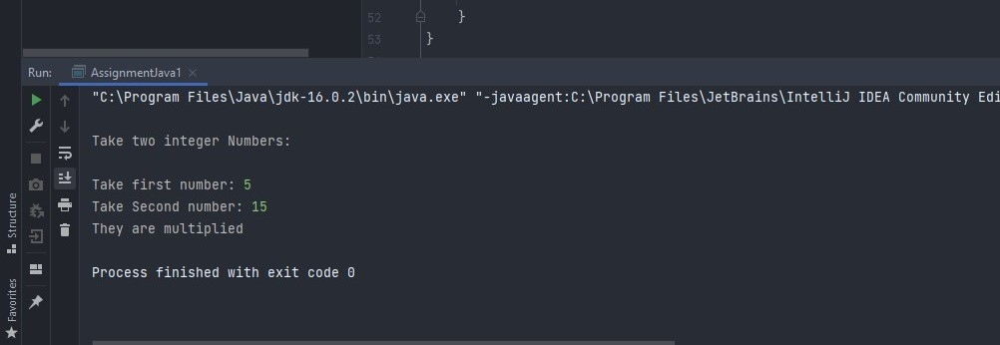 52 }
53 }
Run: AssignmentJava1
"C:\Program Files\Java\jdk-16.0.2\bin\java.exe" "-javaagent:C:\Program Files\JetBrains\IntelliJ IDEA Community Edi
Take two integer Numbers:
Take first number: 5
Take Second number: 15
They are multiplied
Process finished with exit code 0
Structure
Favorites